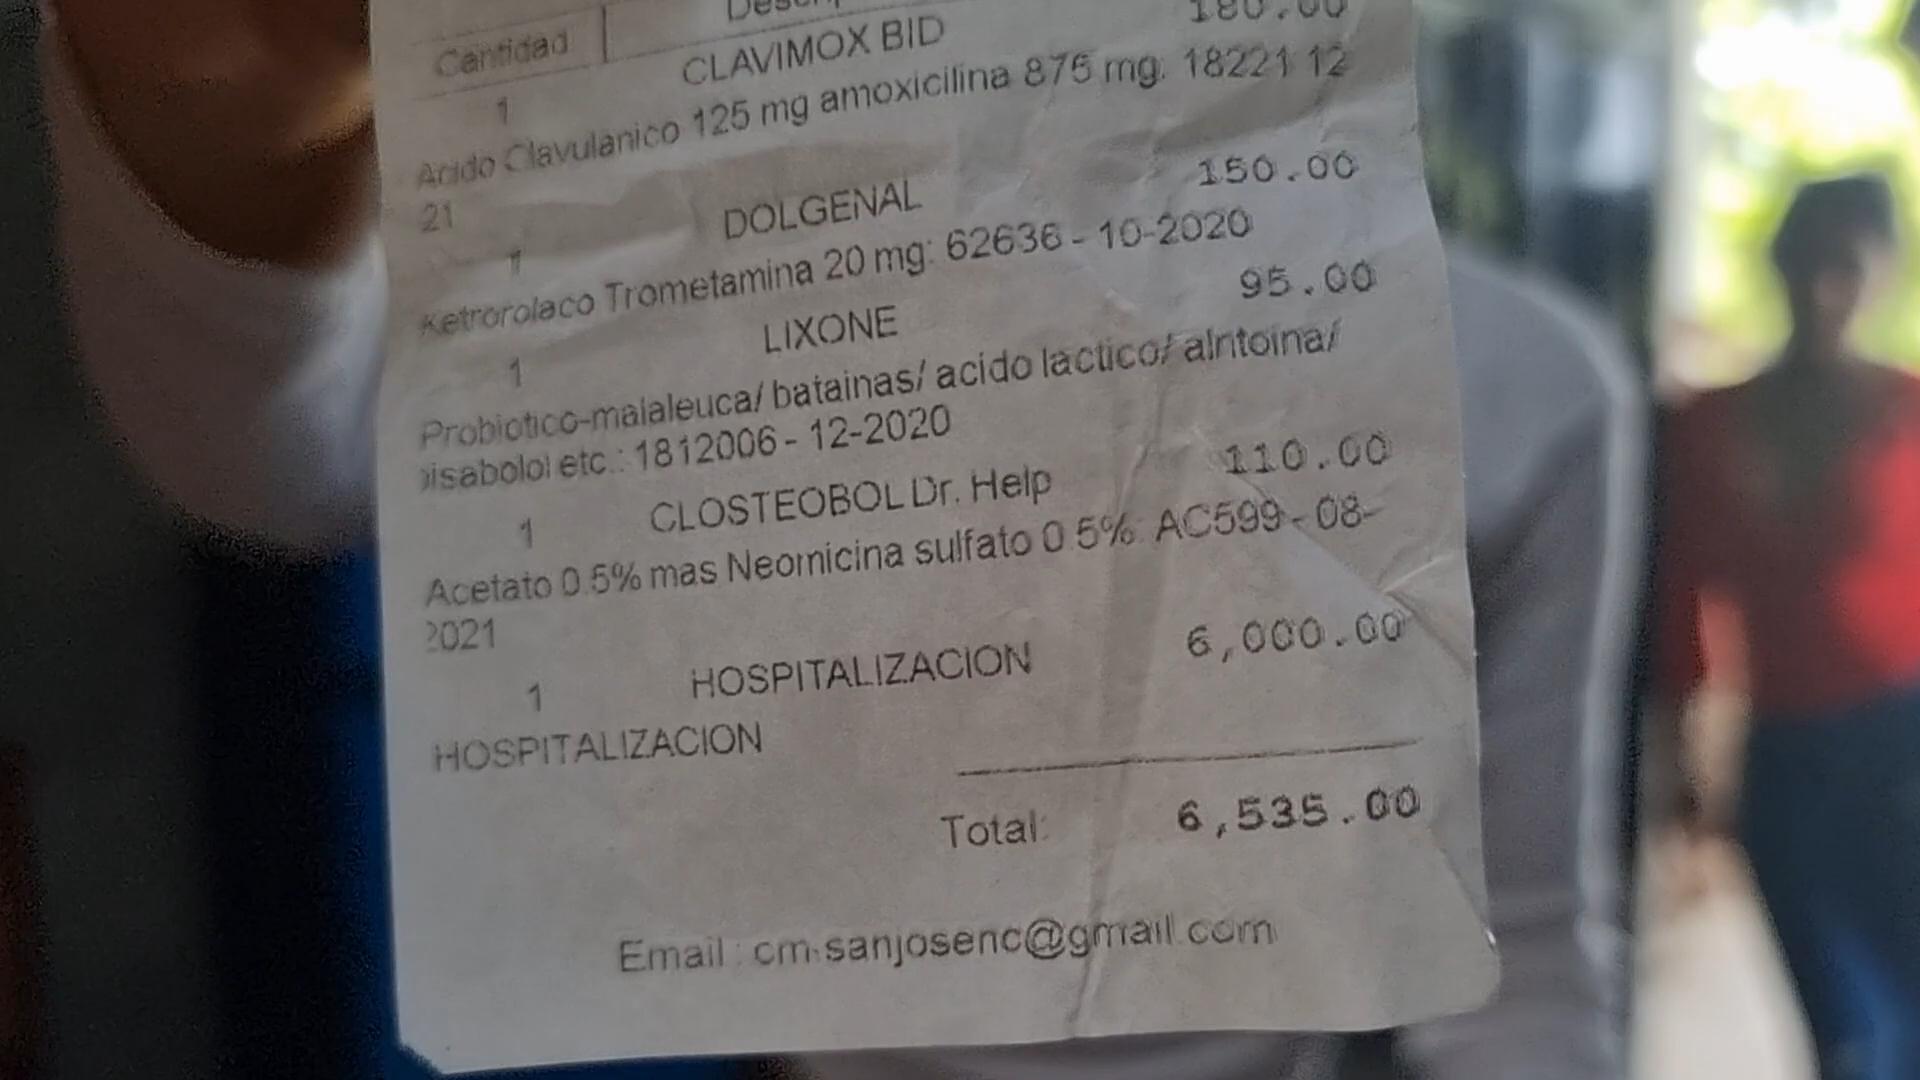 Cantidad
CLAVIMOX BID 180.00
1
Acido Clavulanico 125 mg amoxicilina 875 mg: 18221 12
21
DOLGENAL 150.00
1
Ketrorolaco Trometamina 20 mg: 62636 - 10-2020
LIXONE 95.00
1
Probiotico-malaleuca/ batainas/ acido lactico/ alntoina/
bisabolol etc.: 1812006 - 12-2020
CLOSTEOBOL Dr. Help 110.00
1
Acetato 0.5% mas Neomicina sulfato 0.5%: AC599 - 08-
2021
HOSPITALIZACION 6,000.00
1
HOSPITALIZACION
Total: 6,535.00
Email : cm-sanjosenc@gmail.com